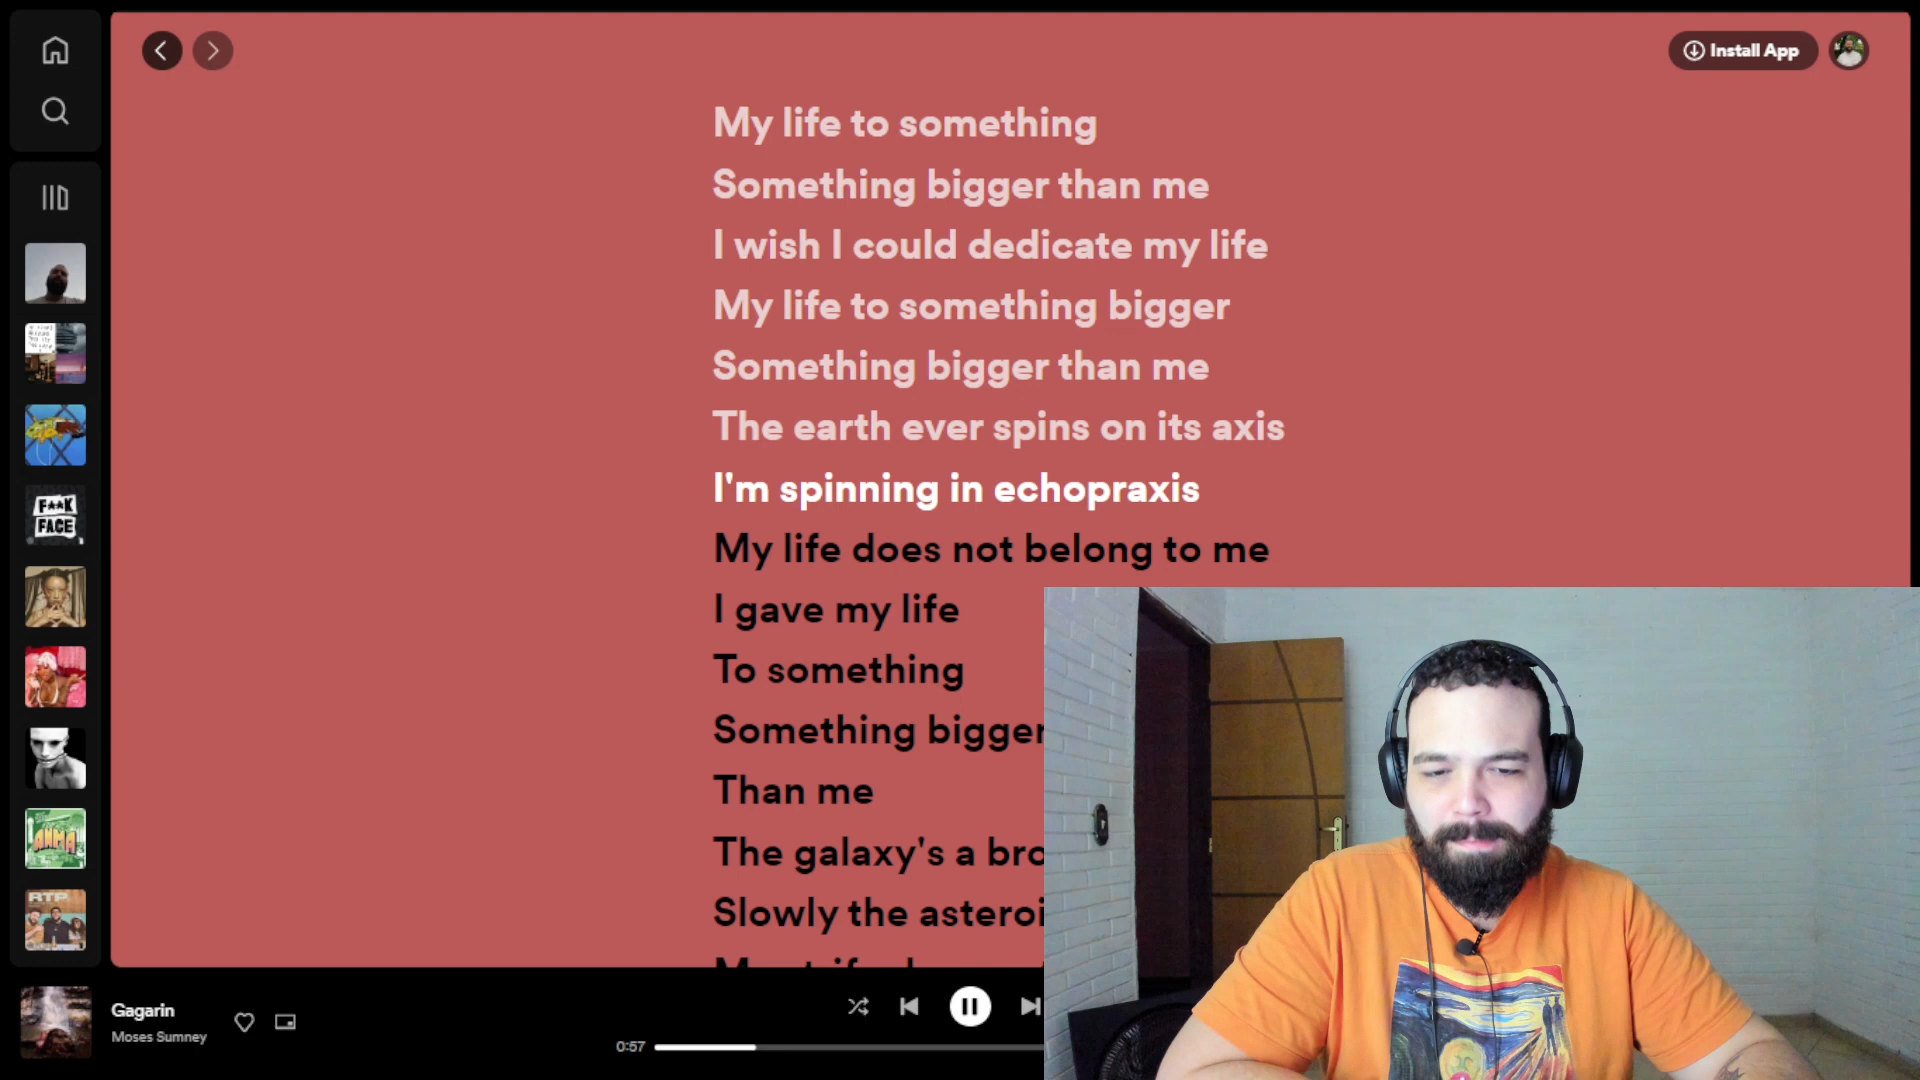 Install App
My life to something
Something bigger than me
I wish I could dedicate my life
My life to something bigger
Something bigger than me
The earth ever spins on its axis
I'm spinning in echopraxis
My life does not belong to me
I gave my life
To something
Something bigger
Than me
The galaxy's a bro
Slowly the asteroi
F**K
FACE
ANMA
RTP
Gagarin
Moses Sumney
0:57